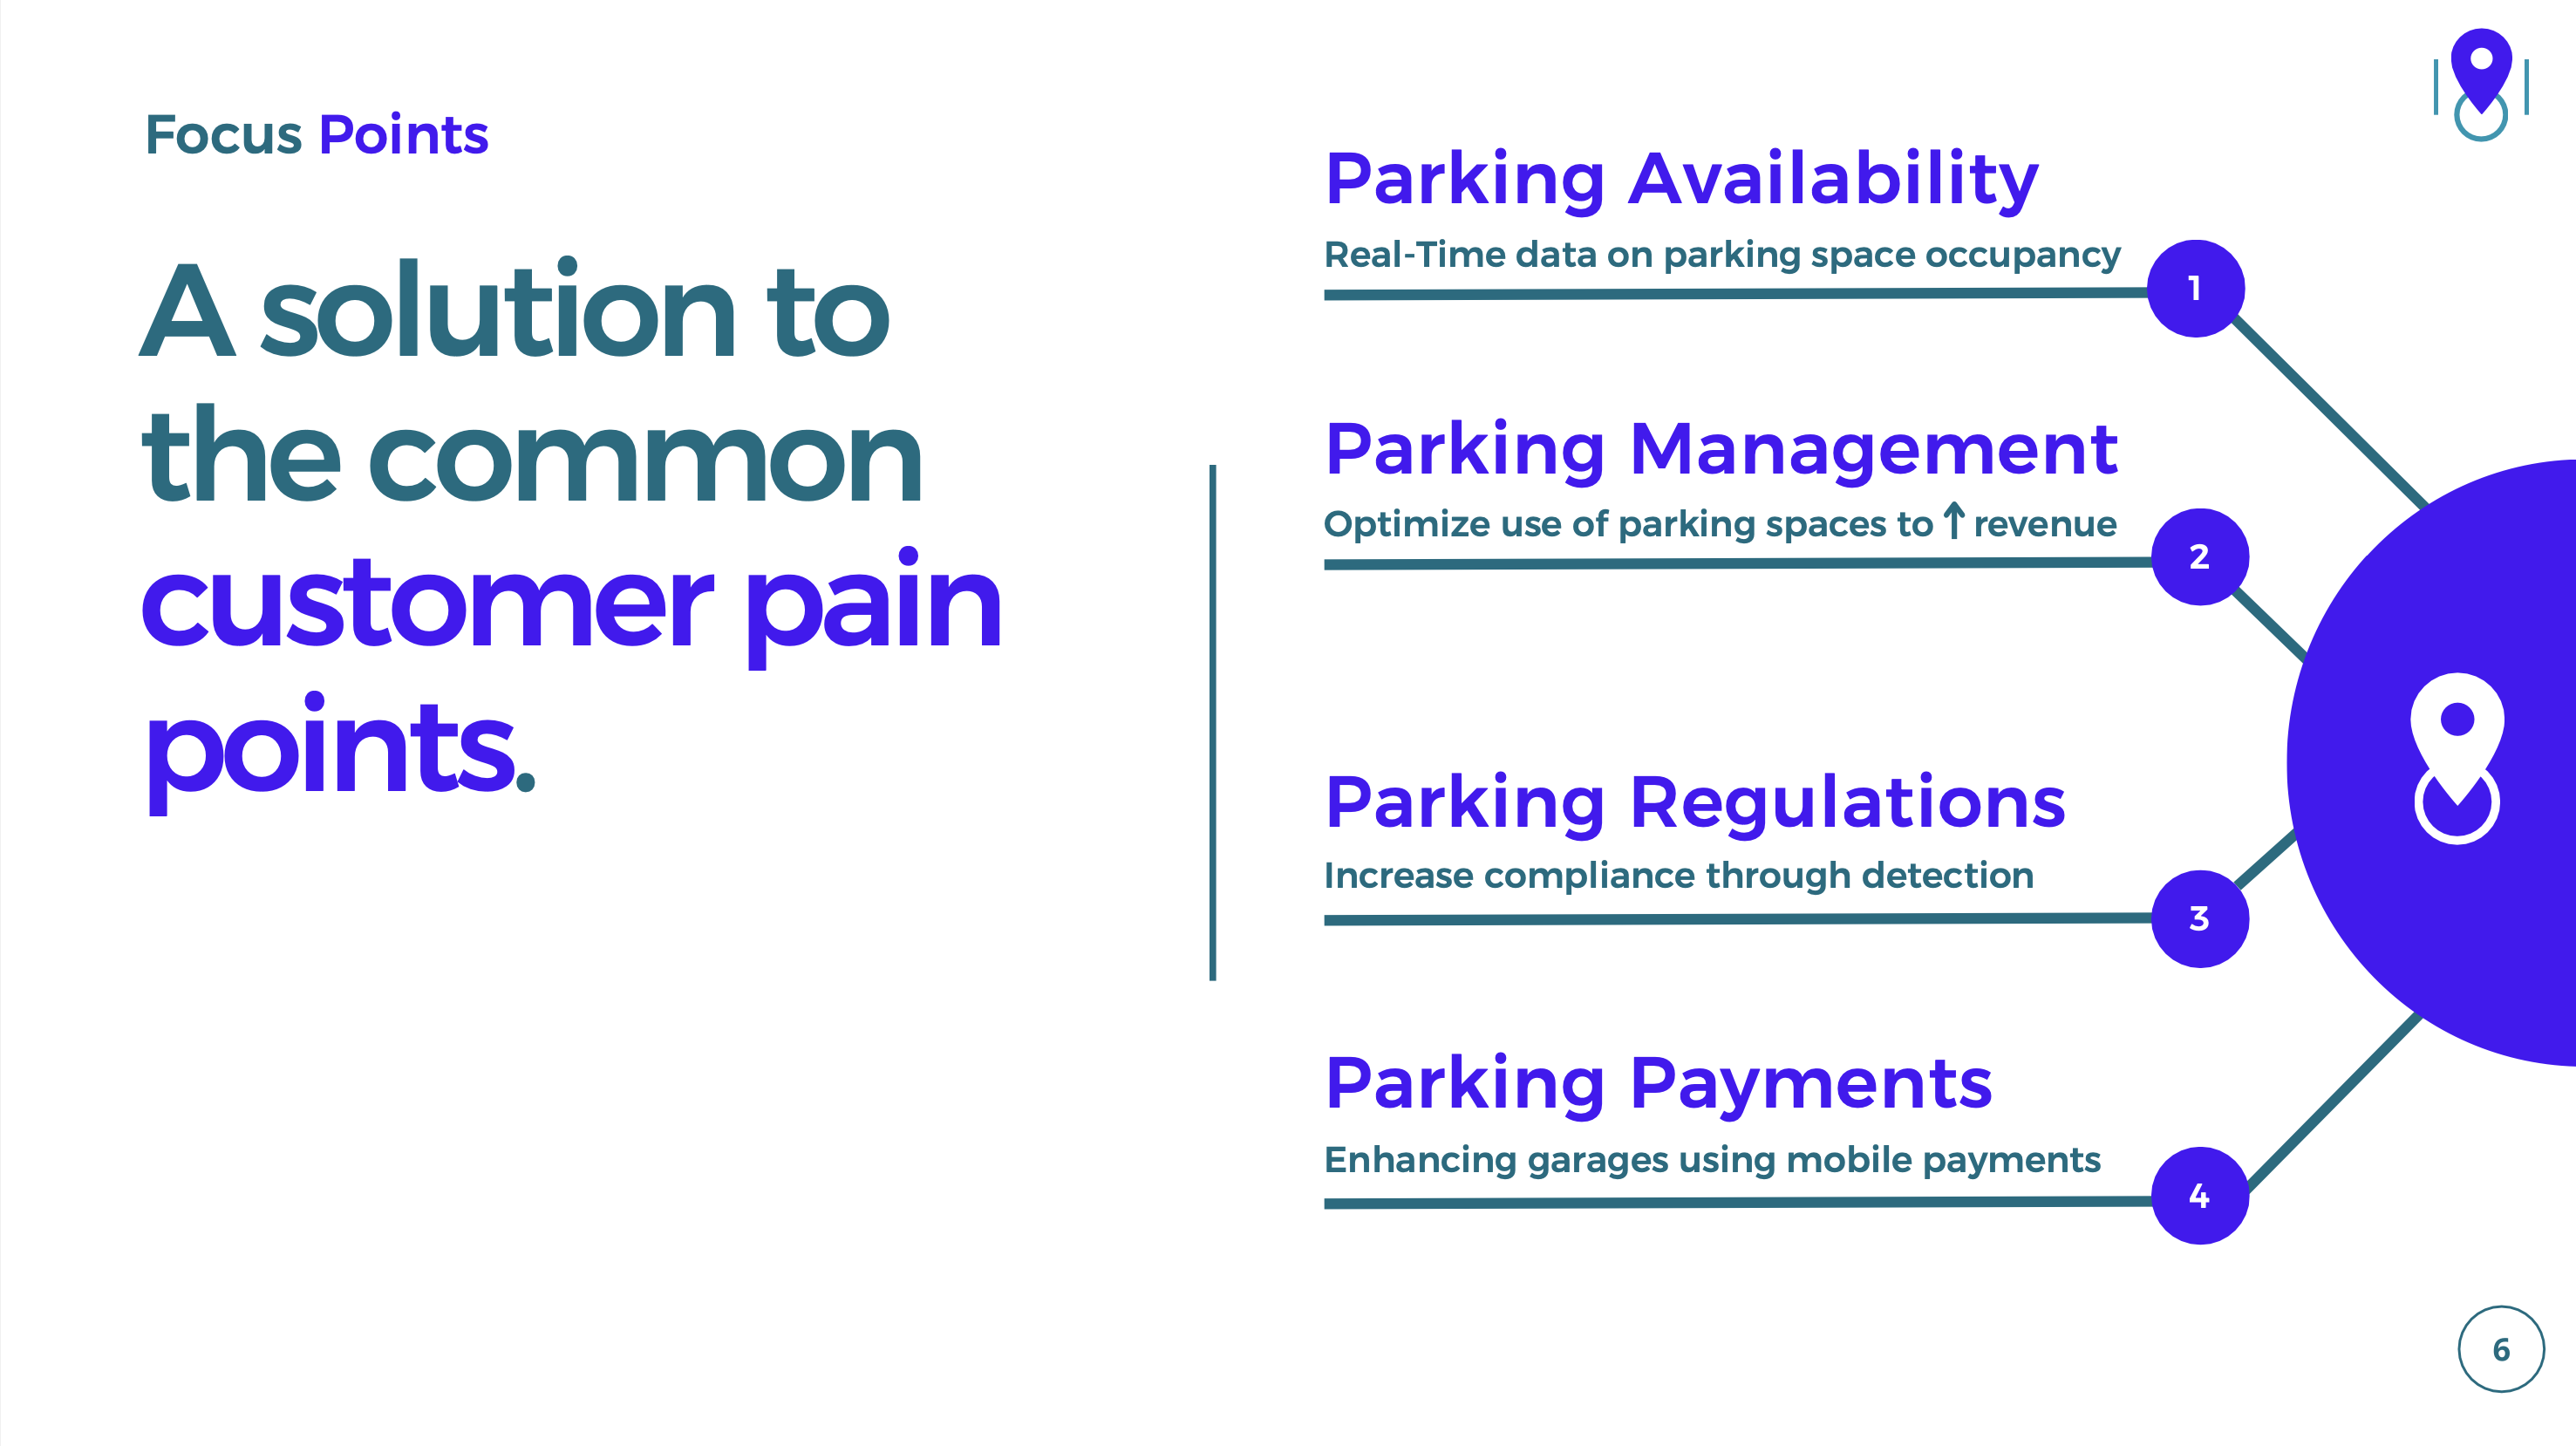 Focus Points
A solution to
the common
customer pain
points.
Parking Availability
Real-Time data on parking space occupancy
1
Parking Management
Optimize use of parking spaces to ↑ revenue
2
Parking Regulations
Increase compliance through detection
3
Parking Payments
Enhancing garages using mobile payments
4
6